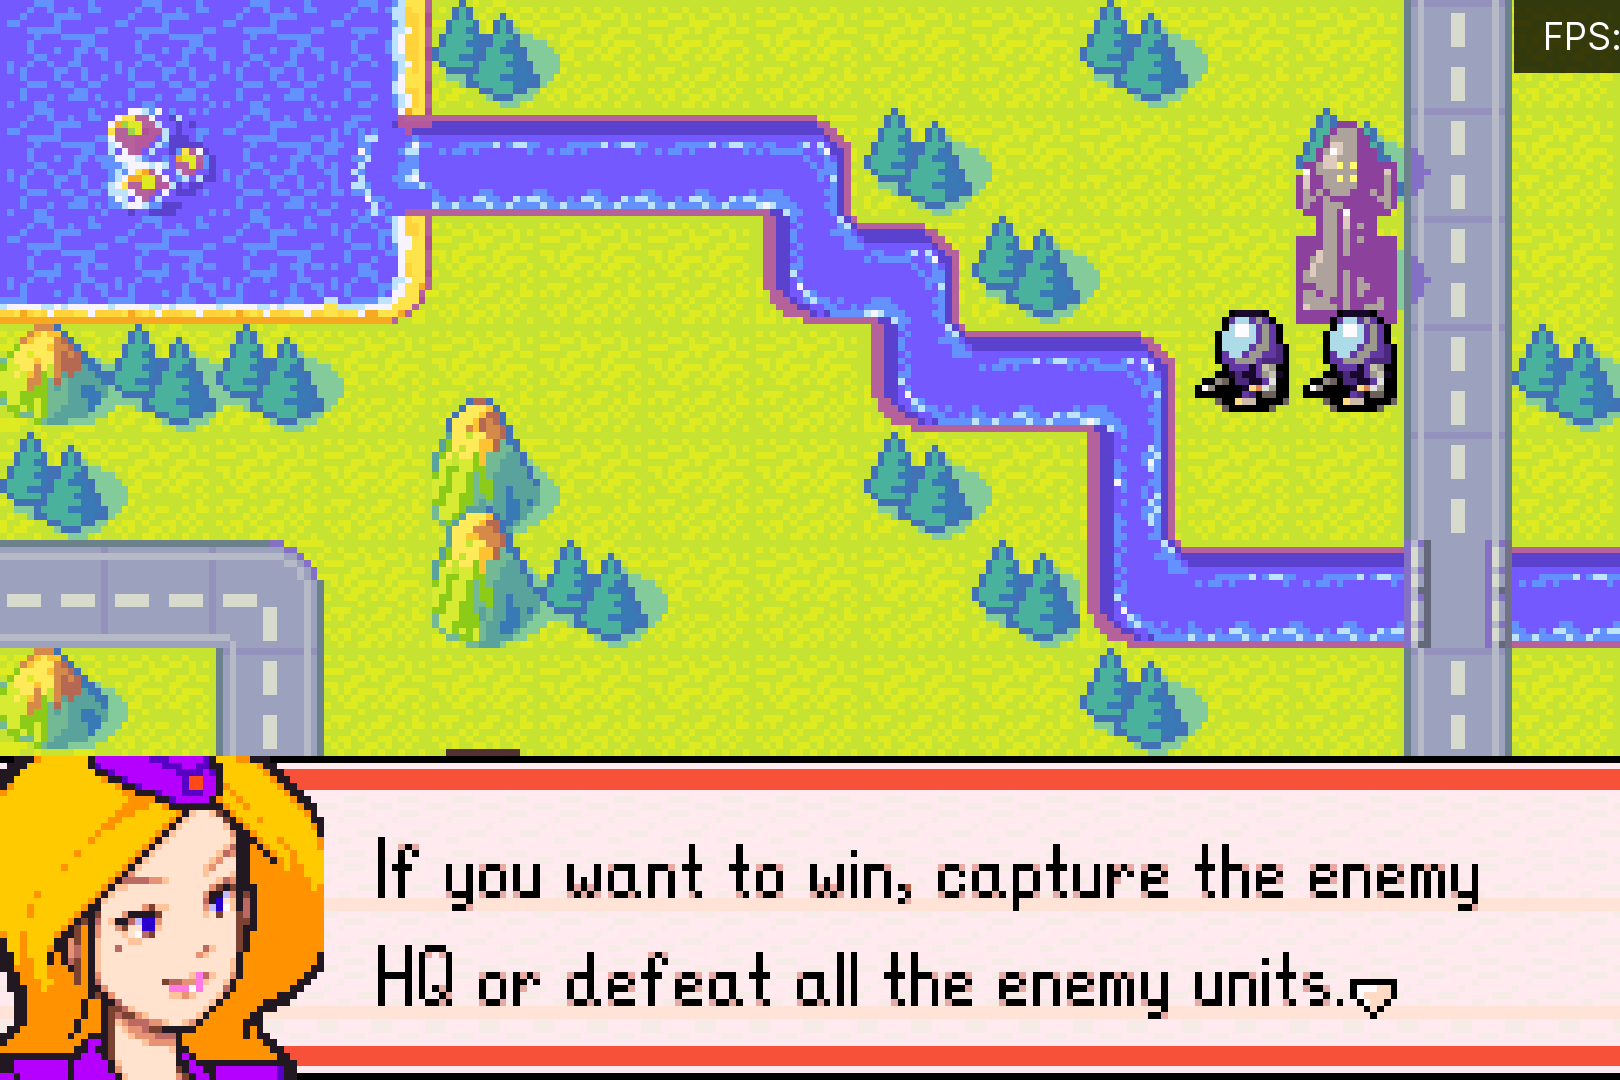 FPS:
If you want to win, capture the enemy
HQ or defeat all the enemy units.